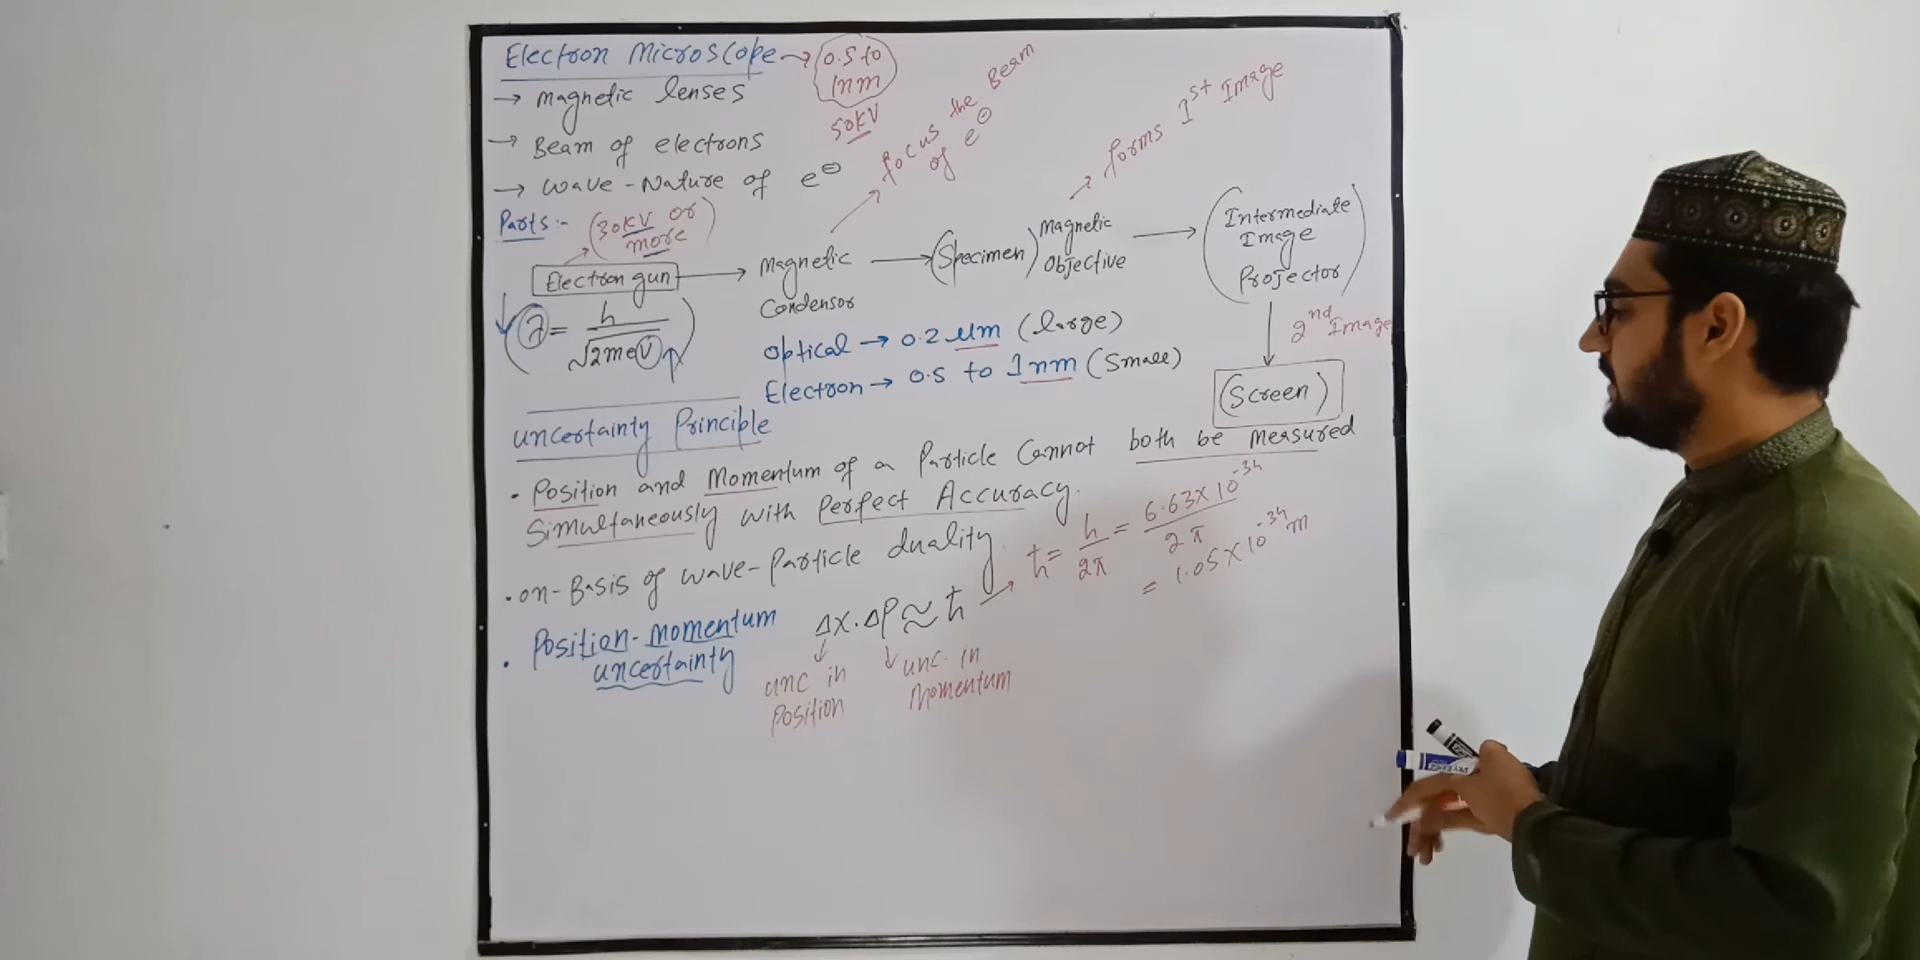 Electron Microscope → 0.5 to
1nm
50kV
→ Magnetic lenses
→ Beam of electrons
→ Wave-Nature of e⊖
focus the Beam
of e⊖
forms 1st Image
Parts:- (30kV or
more)
Electron gun → Magnetic
Condensor
→ (Specimen) Magnetic
Objective
→ (Intermediate
Image
Projector)
λ = h / √2meV
2nd Image
(Screen)
Optical → 0.2 μm (large)
Electron → 0.5 to 1nm (Small)
Uncertainty Principle
• Position and Momentum of a Particle Cannot both be Measured
Simultaneously with Perfect Accuracy.
• on-Basis of wave-Particle duality.
• Position-Momentum
uncertainty
Δx.ΔP ≈ ħ → ħ = h/2π = 6.63×10⁻³⁴/2π
= 1.05×10⁻³⁴ m
unc in
Position
unc. in
Momentum